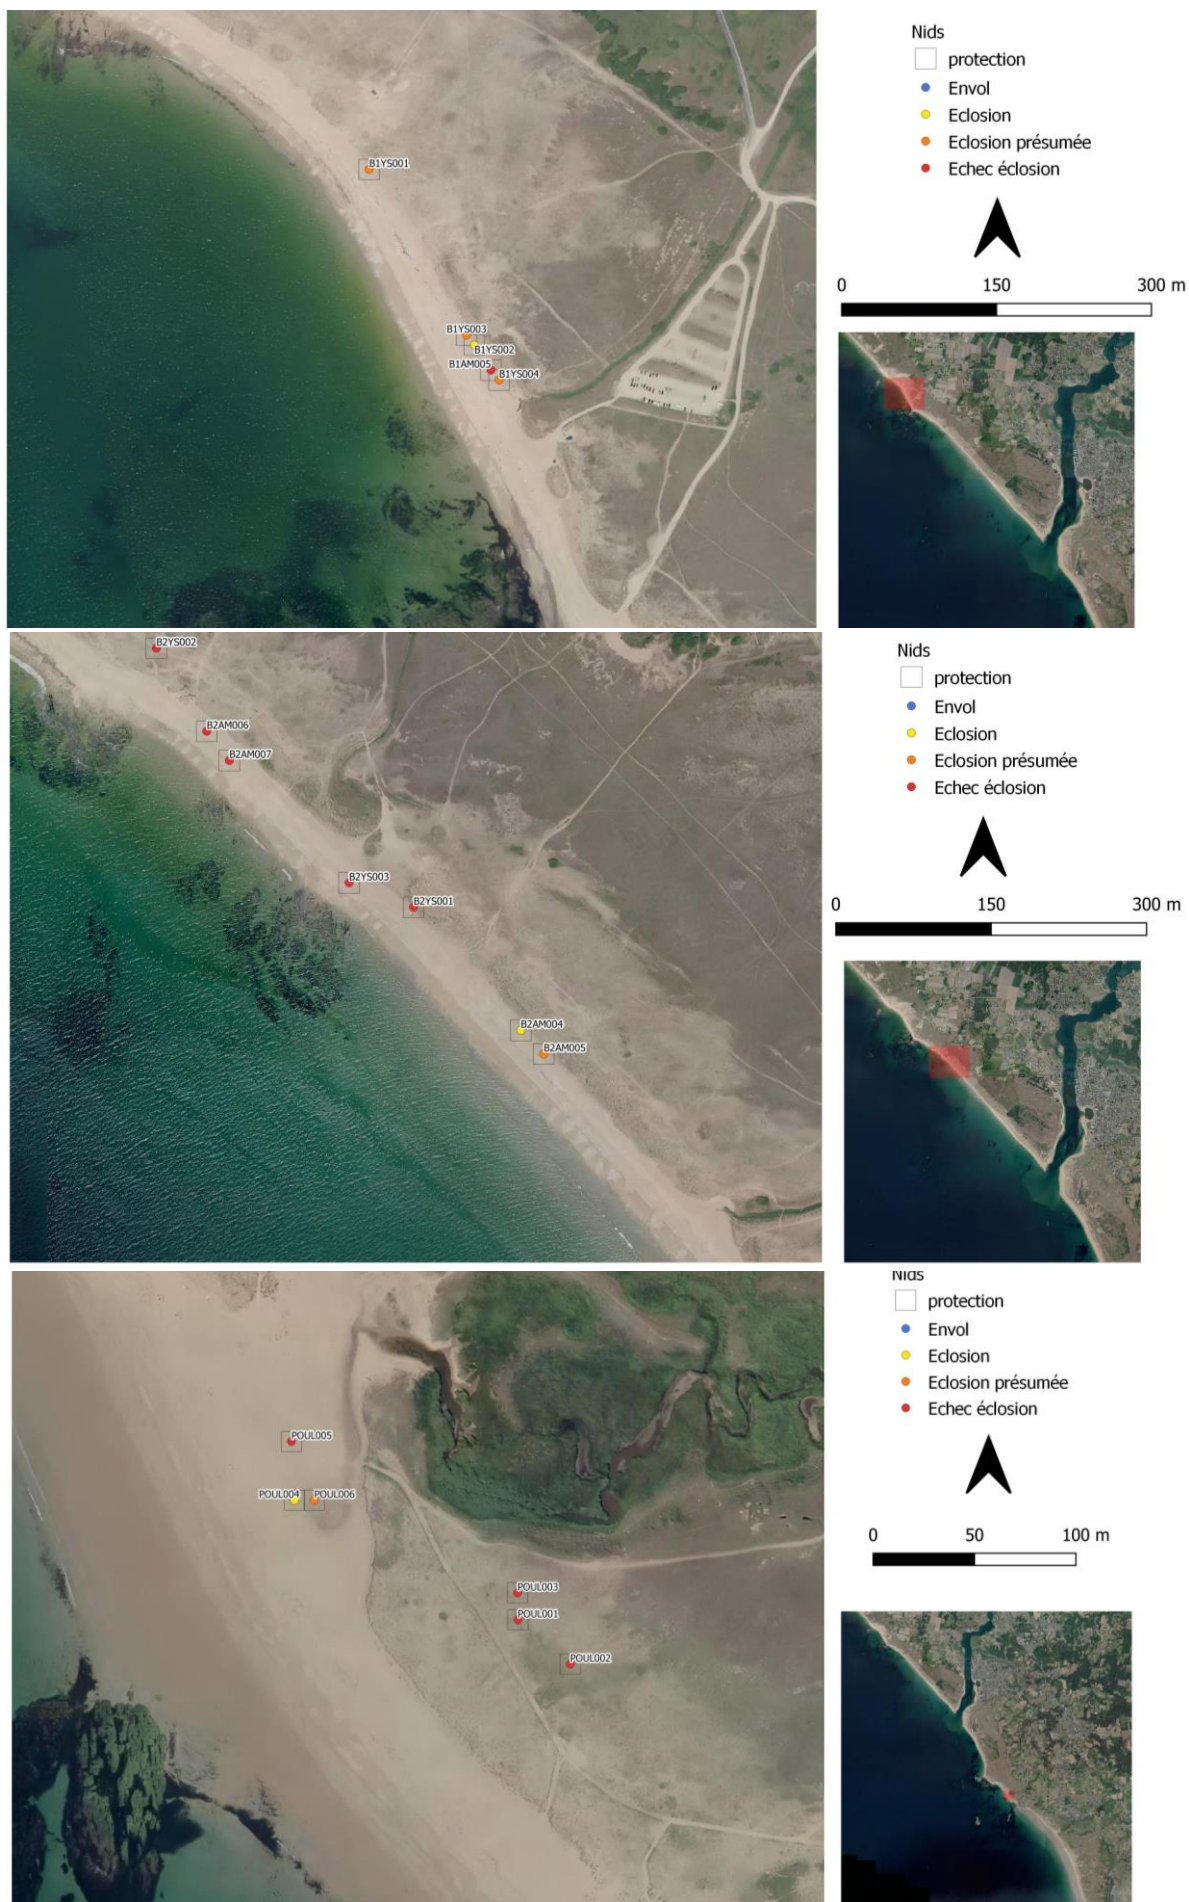 B1YS001
B1YS003
B1YS002
B1AM005
B1YS004
Nids
protection
Envol
Eclosion
Eclosion présumée
Echec éclosion
0 150 300 m
B2YS002
B2AM006
B2AM007
B2YS003
B2YS001
B2AM004
B2AM005
Nids
protection
Envol
Eclosion
Eclosion présumée
Echec éclosion
0 150 300 m
POUL005
POUL004 POUL006
POUL003
POUL001
POUL002
Nids
protection
Envol
Eclosion
Eclosion présumée
Echec éclosion
0 50 100 m